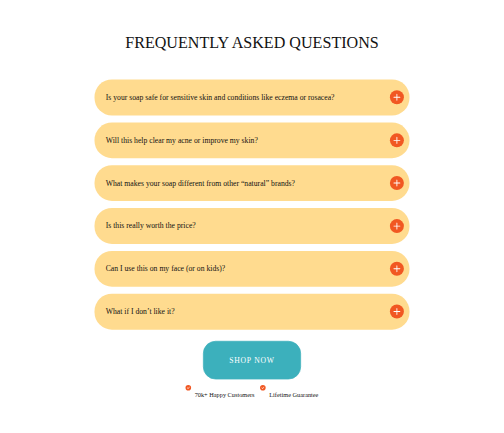 FREQUENTLY ASKED QUESTIONS
Is your soap safe for sensitive skin and conditions like eczema or rosacea?
Will this help clear my acne or improve my skin?
What makes your soap different from other “natural” brands?
Is this really worth the price?
Can I use this on my face (or on kids)?
What if I don’t like it?
SHOP NOW
70k+ Happy Customers Lifetime Guarantee